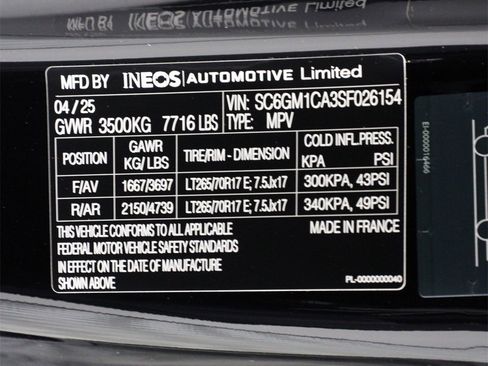 MFD BY INEOS AUTOMOTIVE Limited
04 / 25 VIN: SC6GM1CA3SF026154
GVWR 3500KG 7716 LBS TYPE: MPV
POSITION GAWR KG/ LBS TIRE/RIM - DIMENSION COLD INFL.PRESS. KPA PSI
F/AV 1667/3697 LT265/70R17 E; 7.5Jx17 300KPA, 43PSI
R/AR 2150/4739 LT265/70R17 E; 7.5Jx17 340KPA, 49PSI
THIS VEHICLE CONFORMS TO ALL APPLICABLE MADE IN FRANCE
FEDERAL MOTOR VEHICLE SAFETY STANDARDS
IN EFFECT ON THE DATE OF MANUFACTURE
SHOWN ABOVE PL-0000000040
EI-0000016466